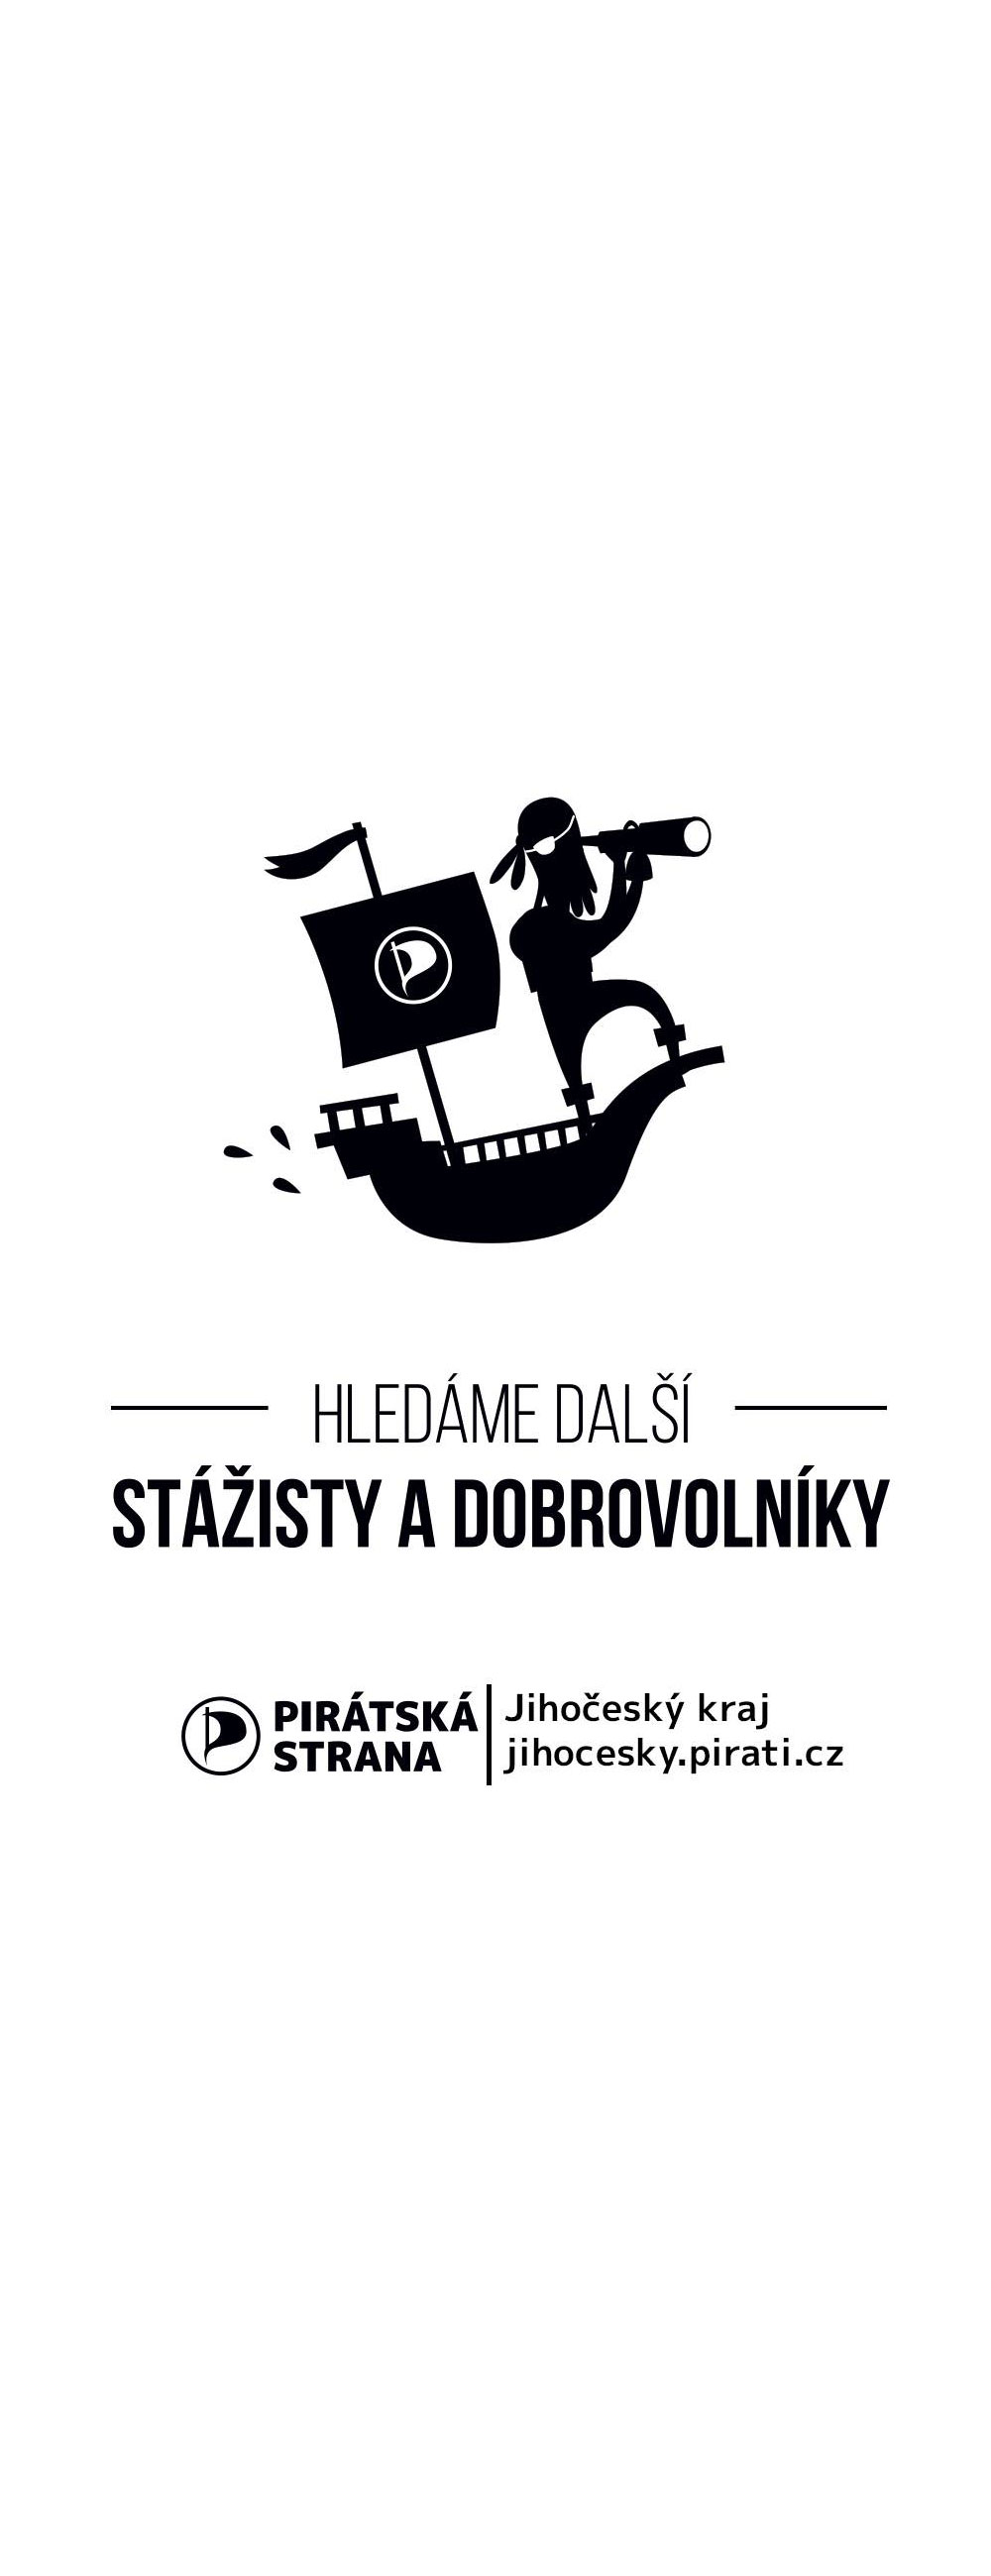 HLEDÁME DALŠÍ
STÁŽISTY A DOBROVOLNÍKY
PIRÁTSKÁ
STRANA
Jihočeský kraj
jihocesky.pirati.cz